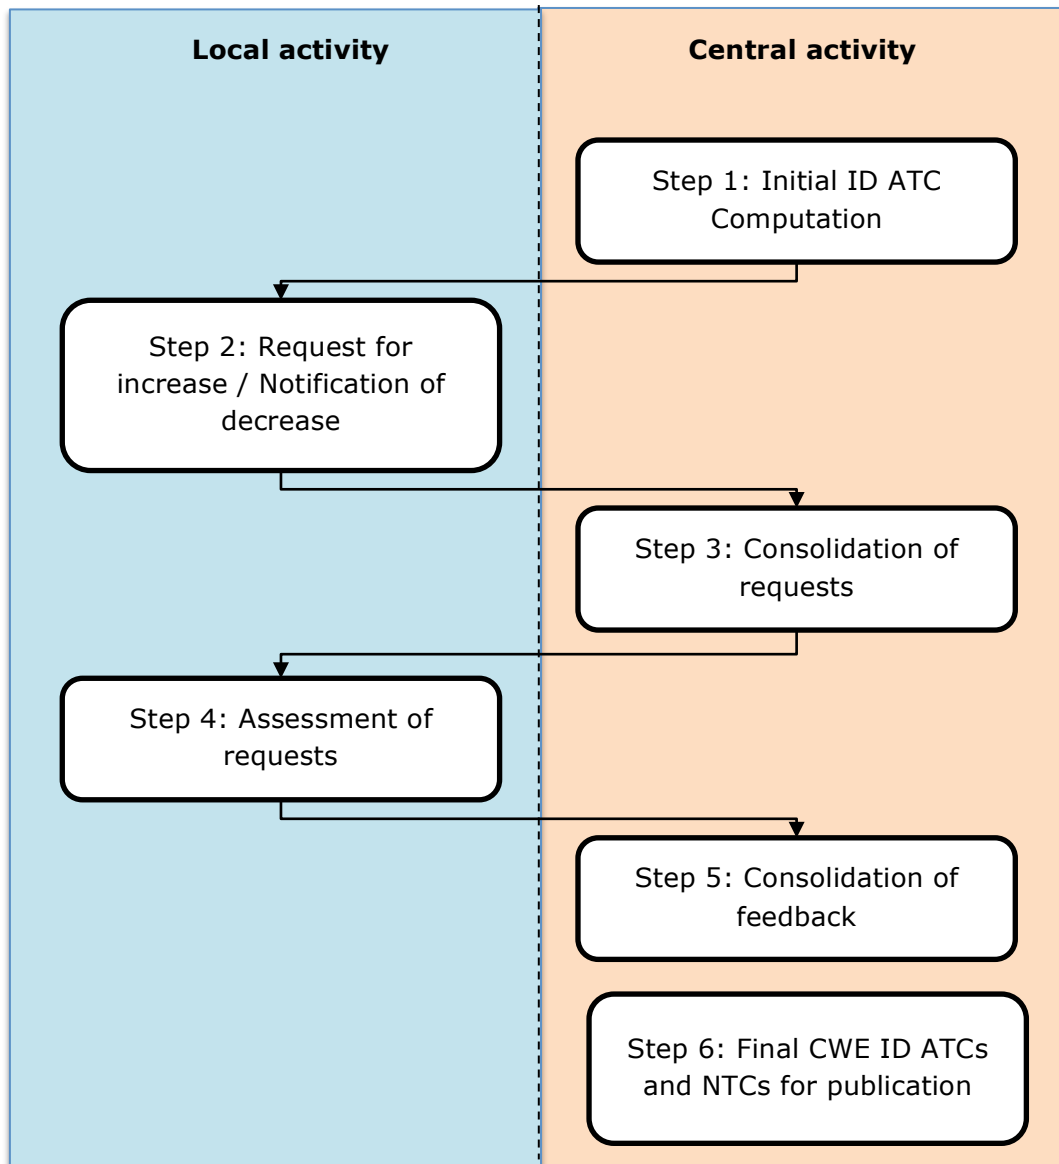 Local activity
Central activity
Step 1: Initial ID ATC
Computation
Step 2: Request for
increase / Notification of
decrease
Step 3: Consolidation of
requests
Step 4: Assessment of
requests
Step 5: Consolidation of
feedback
Step 6: Final CWE ID ATCs
and NTCs for publication